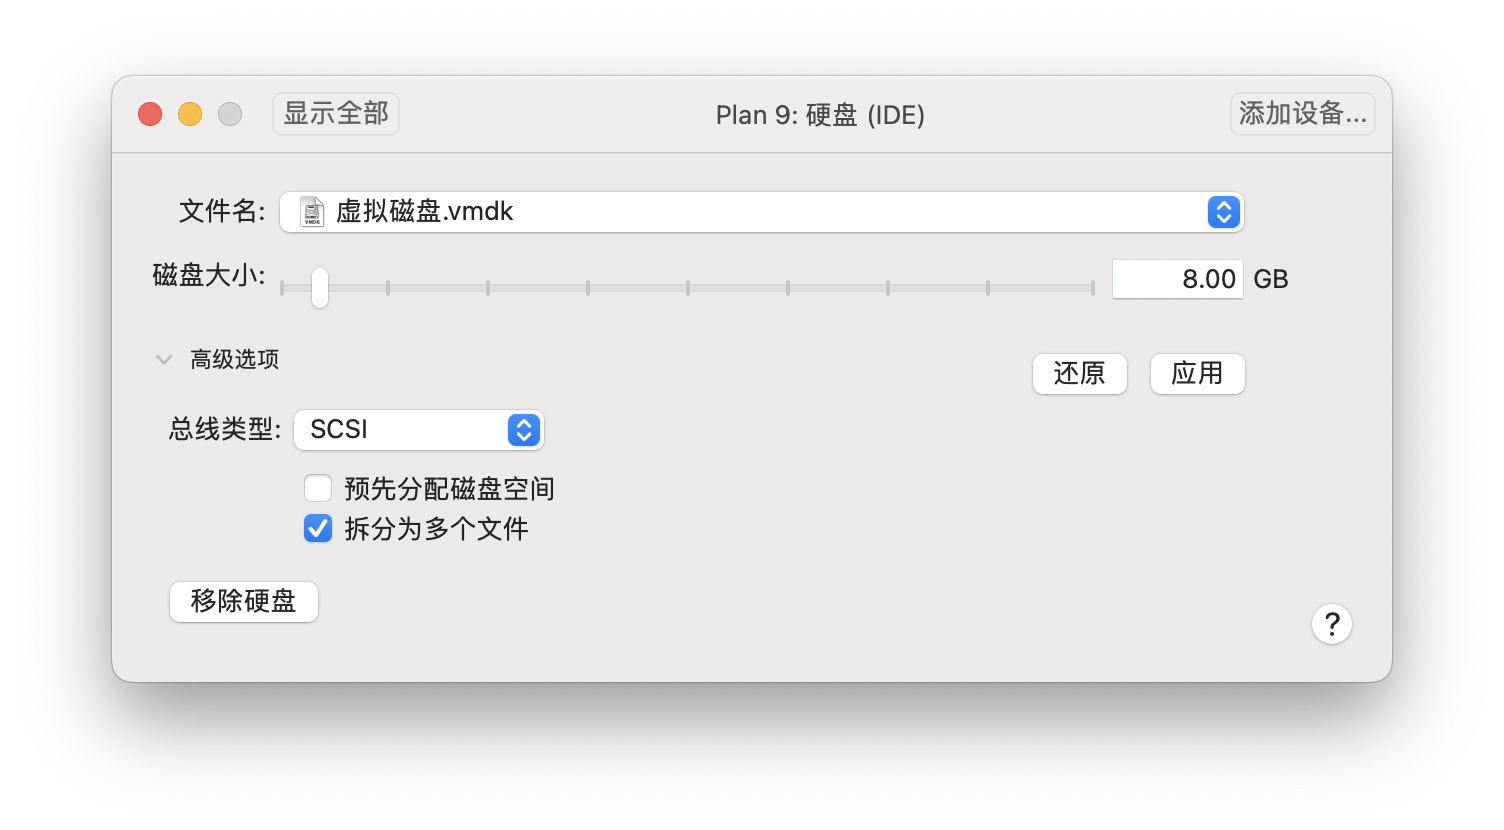 显示全部
Plan 9: 硬盘 (IDE)
添加设备...
文件名:
VMDK
虚拟磁盘.vmdk
磁盘大小:
8.00 GB
高级选项
还原
应用
总线类型:
SCSI
预先分配磁盘空间
拆分为多个文件
移除硬盘
?